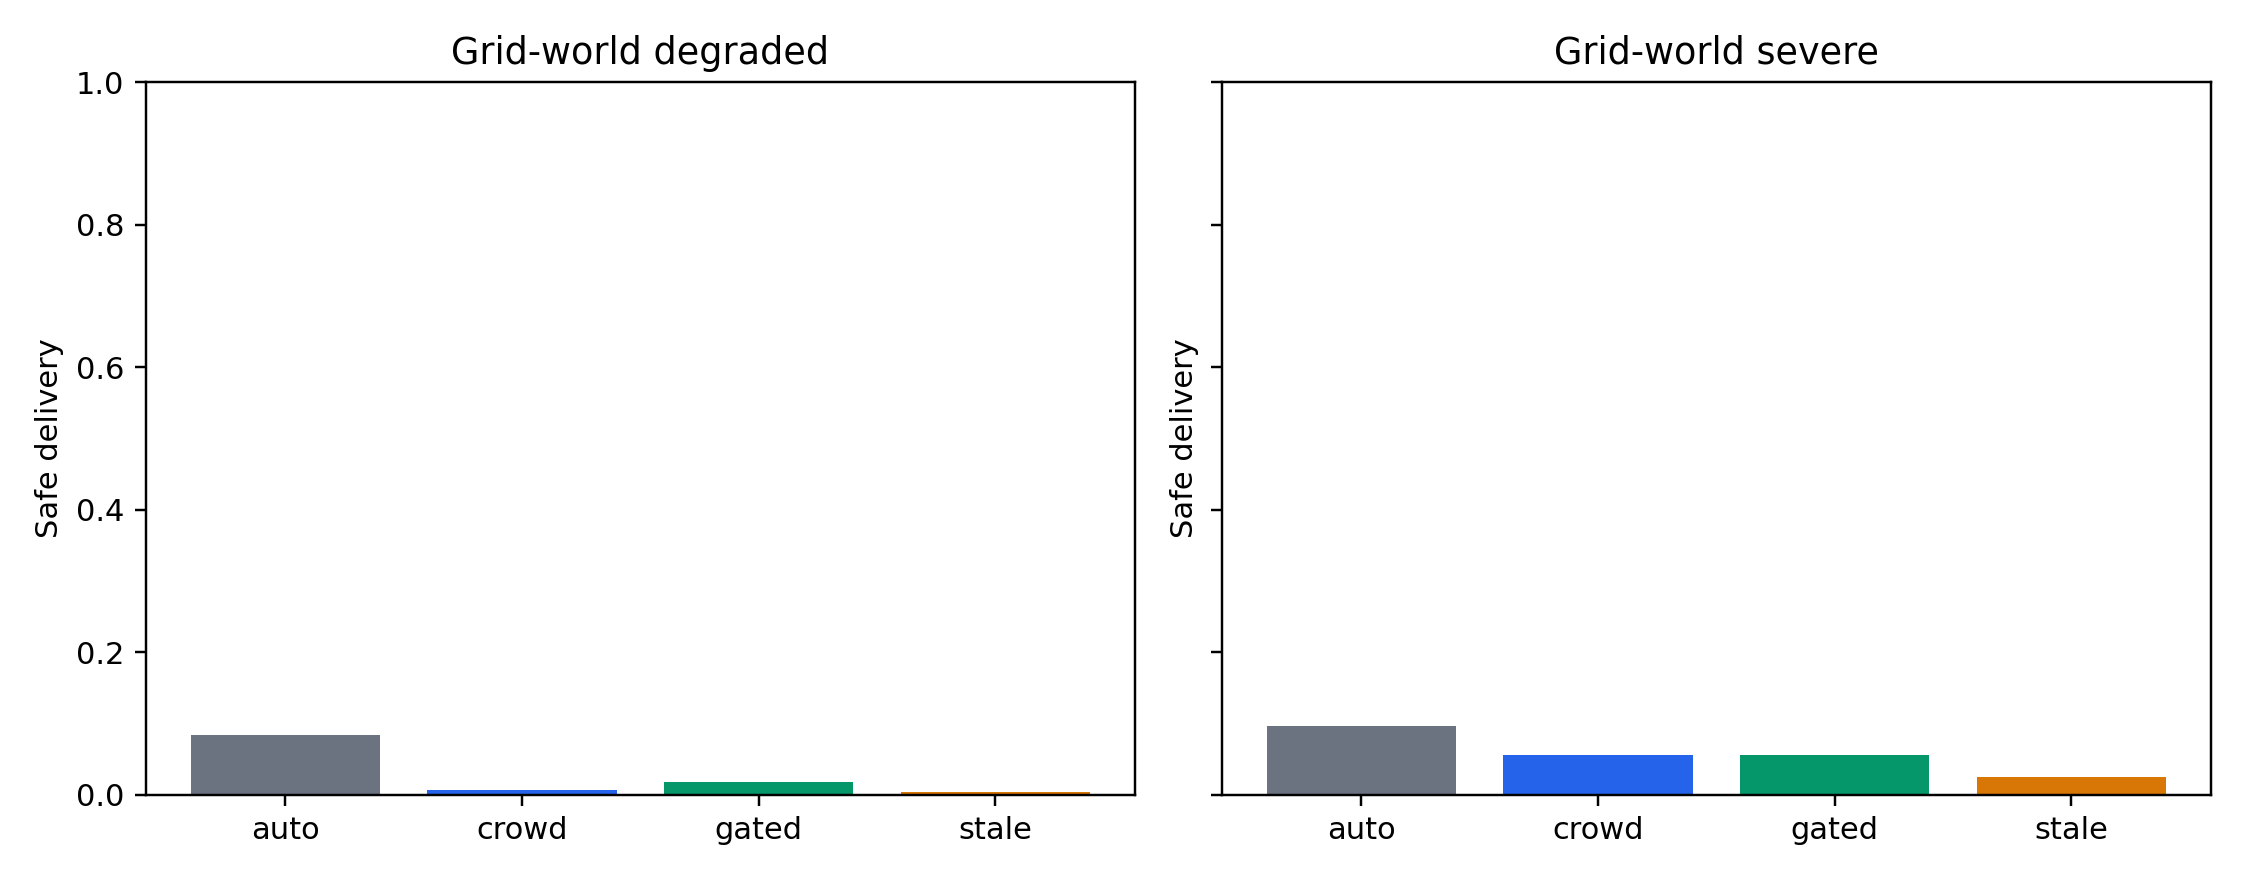 Grid-world degraded
Safe delivery
1.0
0.8
0.6
0.4
0.2
0.0
auto crowd gated stale
Grid-world severe
Safe delivery
auto crowd gated stale